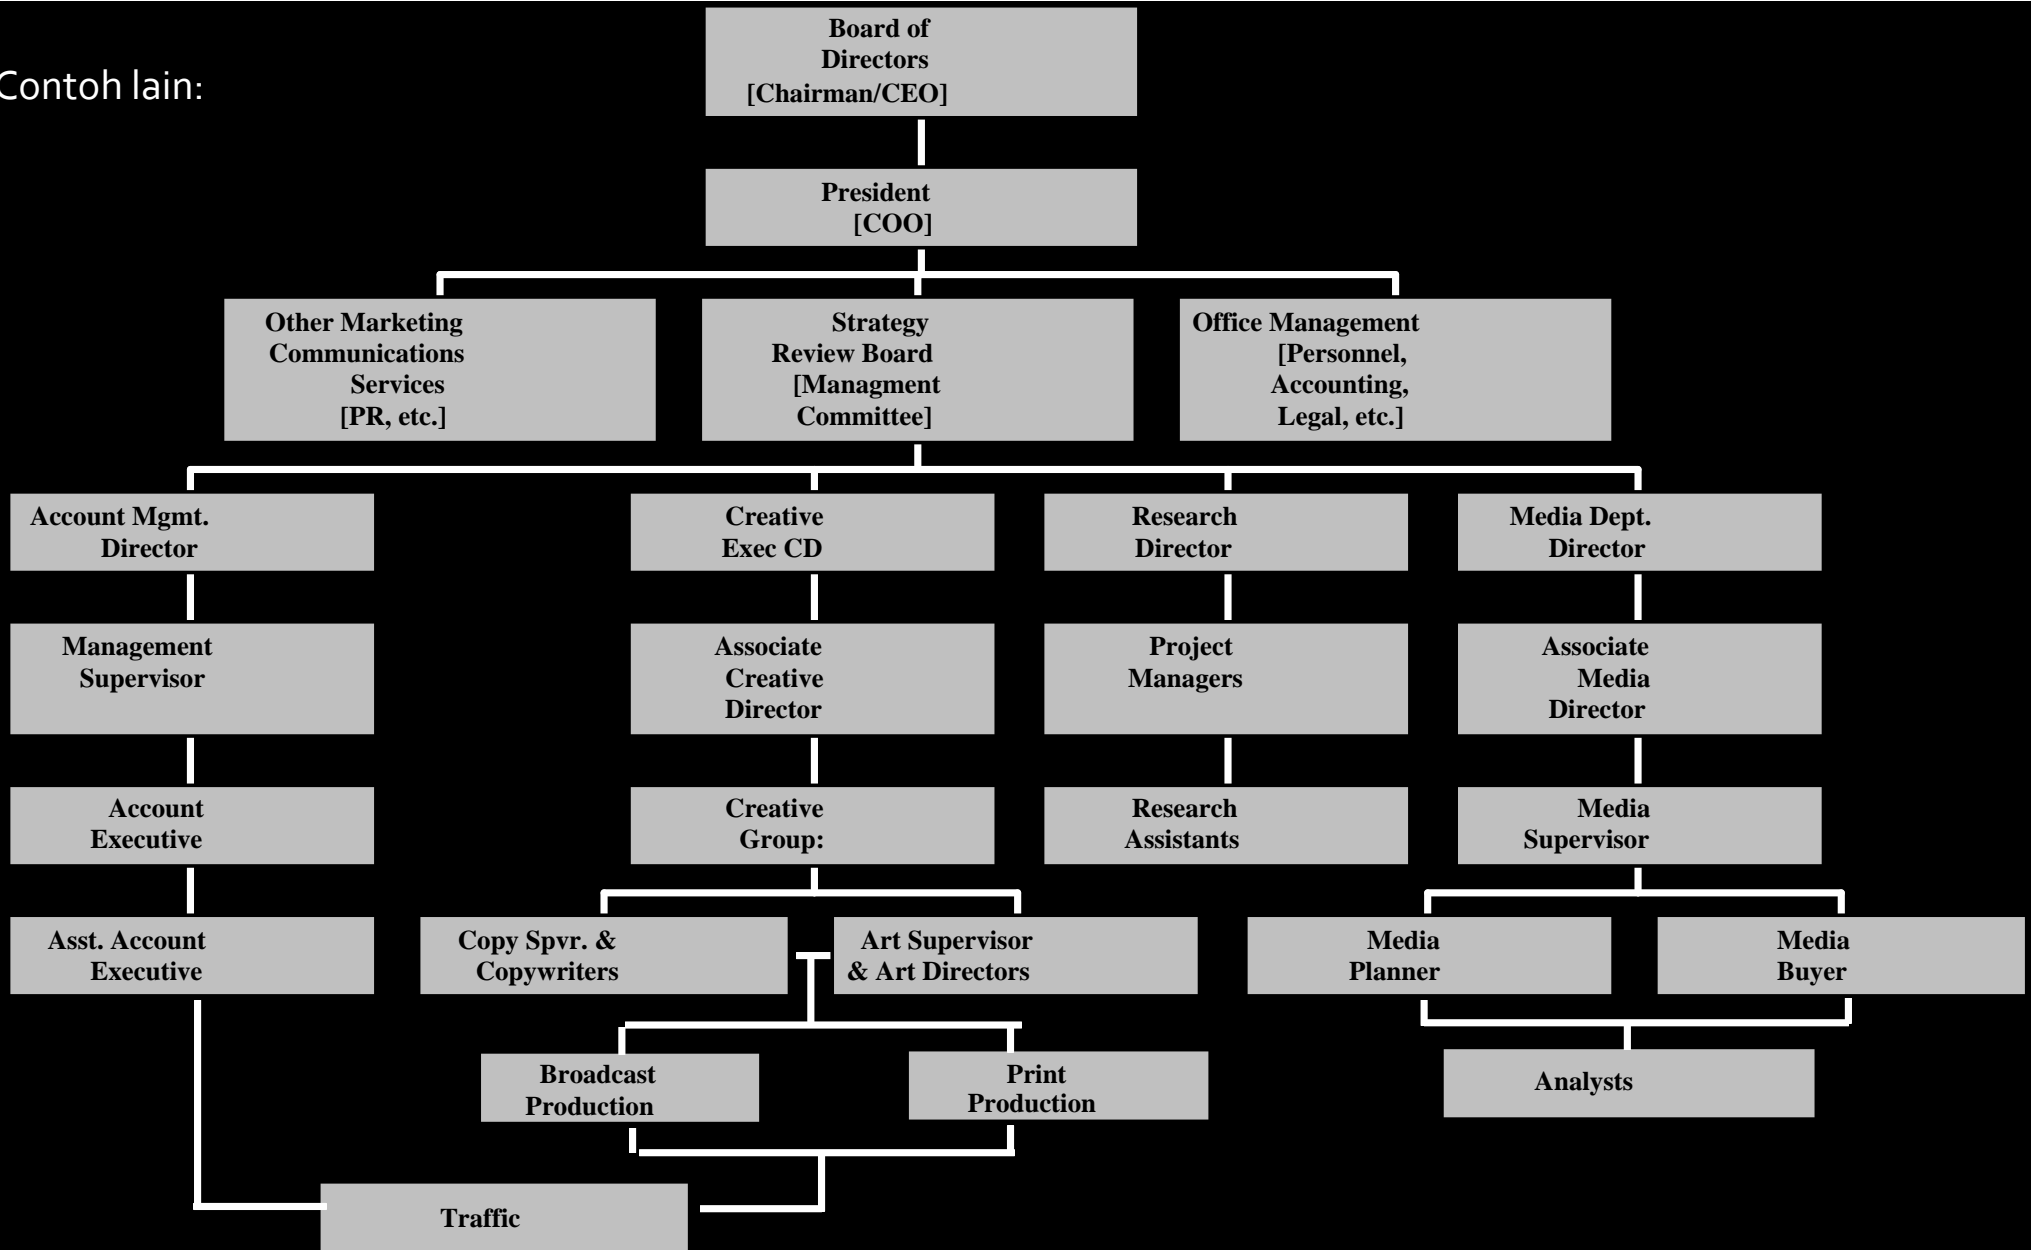 Contoh lain:
Board of
Directors
[Chairman/CEO]
President
[COO]
Other Marketing
Communications
Services
[PR, etc.]
Strategy
Review Board
[Managment
Committee]
Office Management
[Personnel,
Accounting,
Legal, etc.]
Account Mgmt.
Director
Creative
Exec CD
Research
Director
Media Dept.
Director
Management
Supervisor
Associate
Creative
Director
Project
Managers
Associate
Media
Director
Account
Executive
Creative
Group:
Research
Assistants
Media
Supervisor
Asst. Account
Executive
Copy Spvr. &
Copywriters
Art Supervisor
& Art Directors
Media
Planner
Media
Buyer
Broadcast
Production
Print
Production
Analysts
Traffic